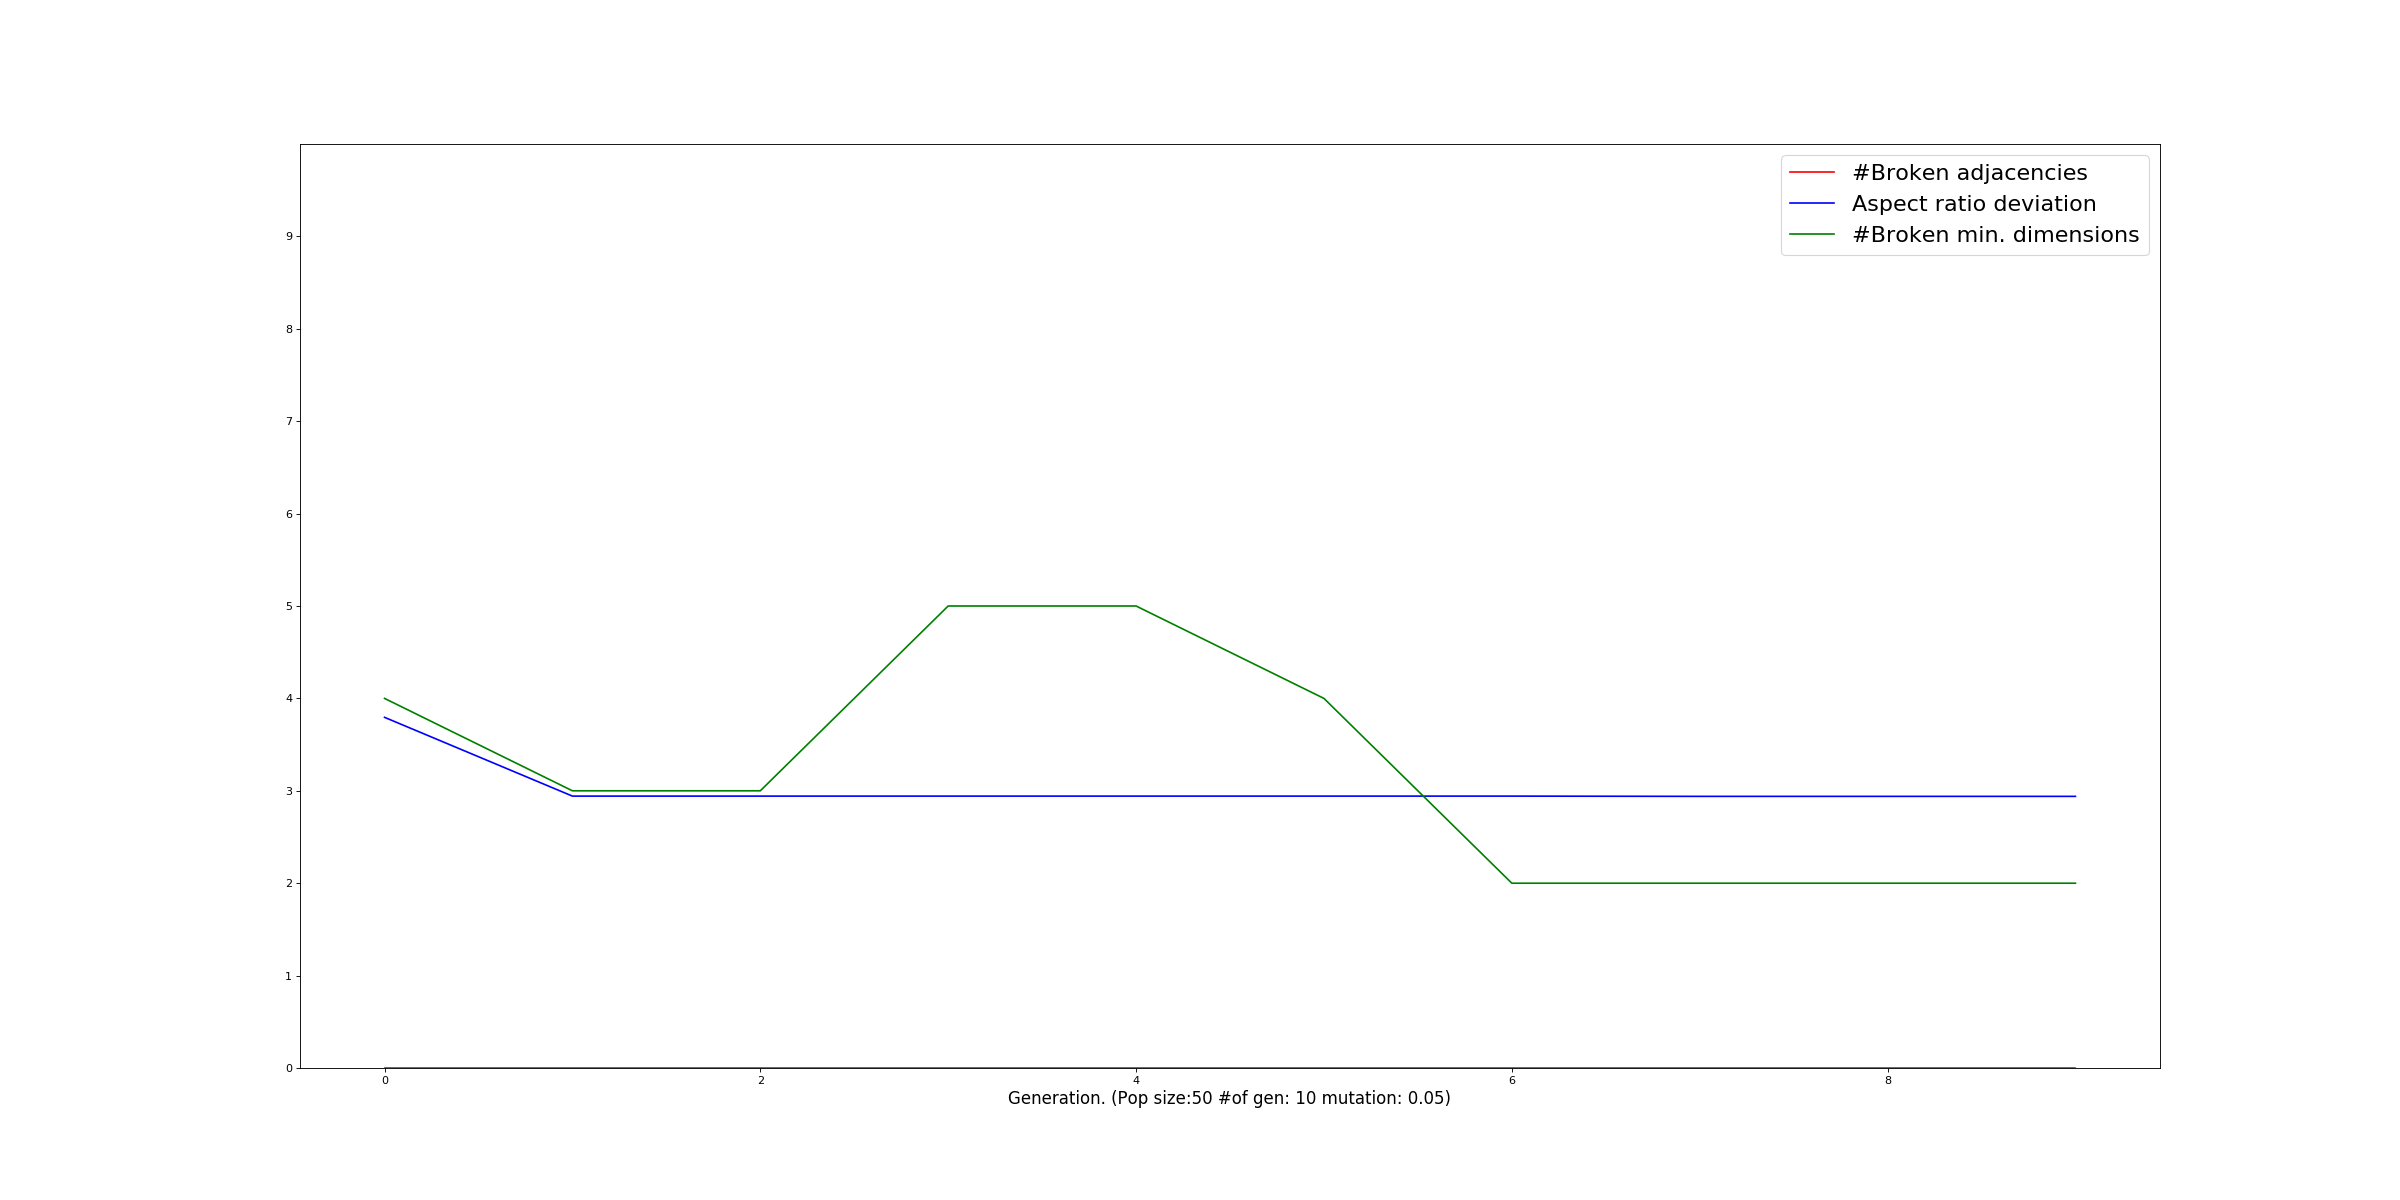 #Broken adjacencies
Aspect ratio deviation
#Broken min. dimensions
9
8
7
6
5
4
3
2
1
0
0 2 4 6 8
Generation. (Pop size:50 #of gen: 10 mutation: 0.05)